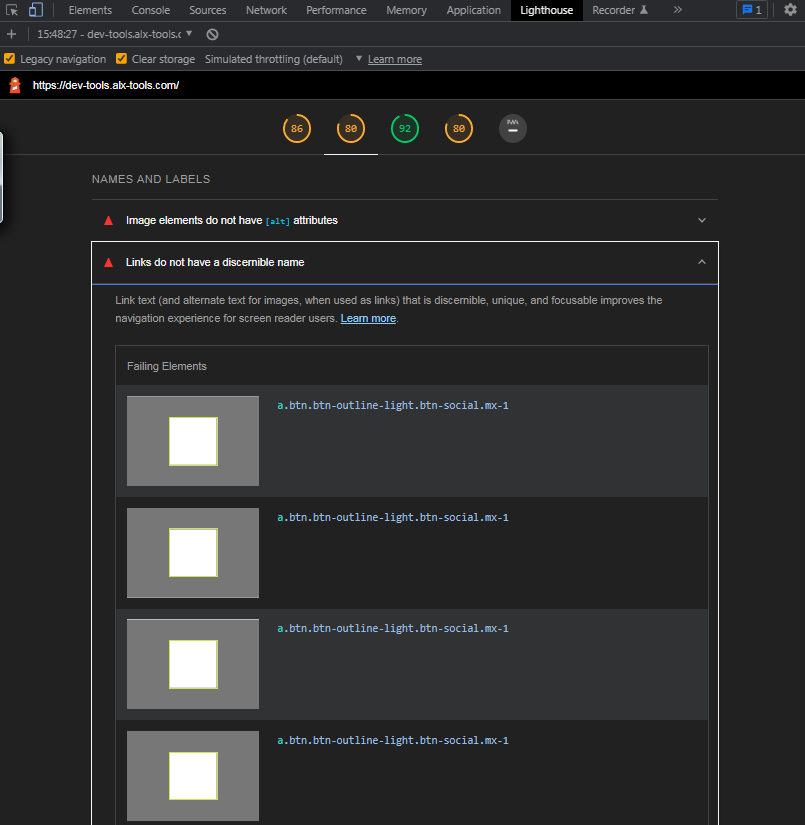 Elements Console Sources Network Performance Memory Application Lighthouse Recorder 1
15:48:27 - dev-tools.alx-tools.c
Legacy navigation Clear storage Simulated throttling (default) Learn more
https://dev-tools.alx-tools.com/
86 80 92 80 PWA
NAMES AND LABELS
Image elements do not have [alt] attributes
Links do not have a discernible name
Link text (and alternate text for images, when used as links) that is discernible, unique, and focusable improves the
navigation experience for screen reader users. Learn more.
Failing Elements
a.btn.btn-outline-light.btn-social.mx-1
a.btn.btn-outline-light.btn-social.mx-1
a.btn.btn-outline-light.btn-social.mx-1
a.btn.btn-outline-light.btn-social.mx-1